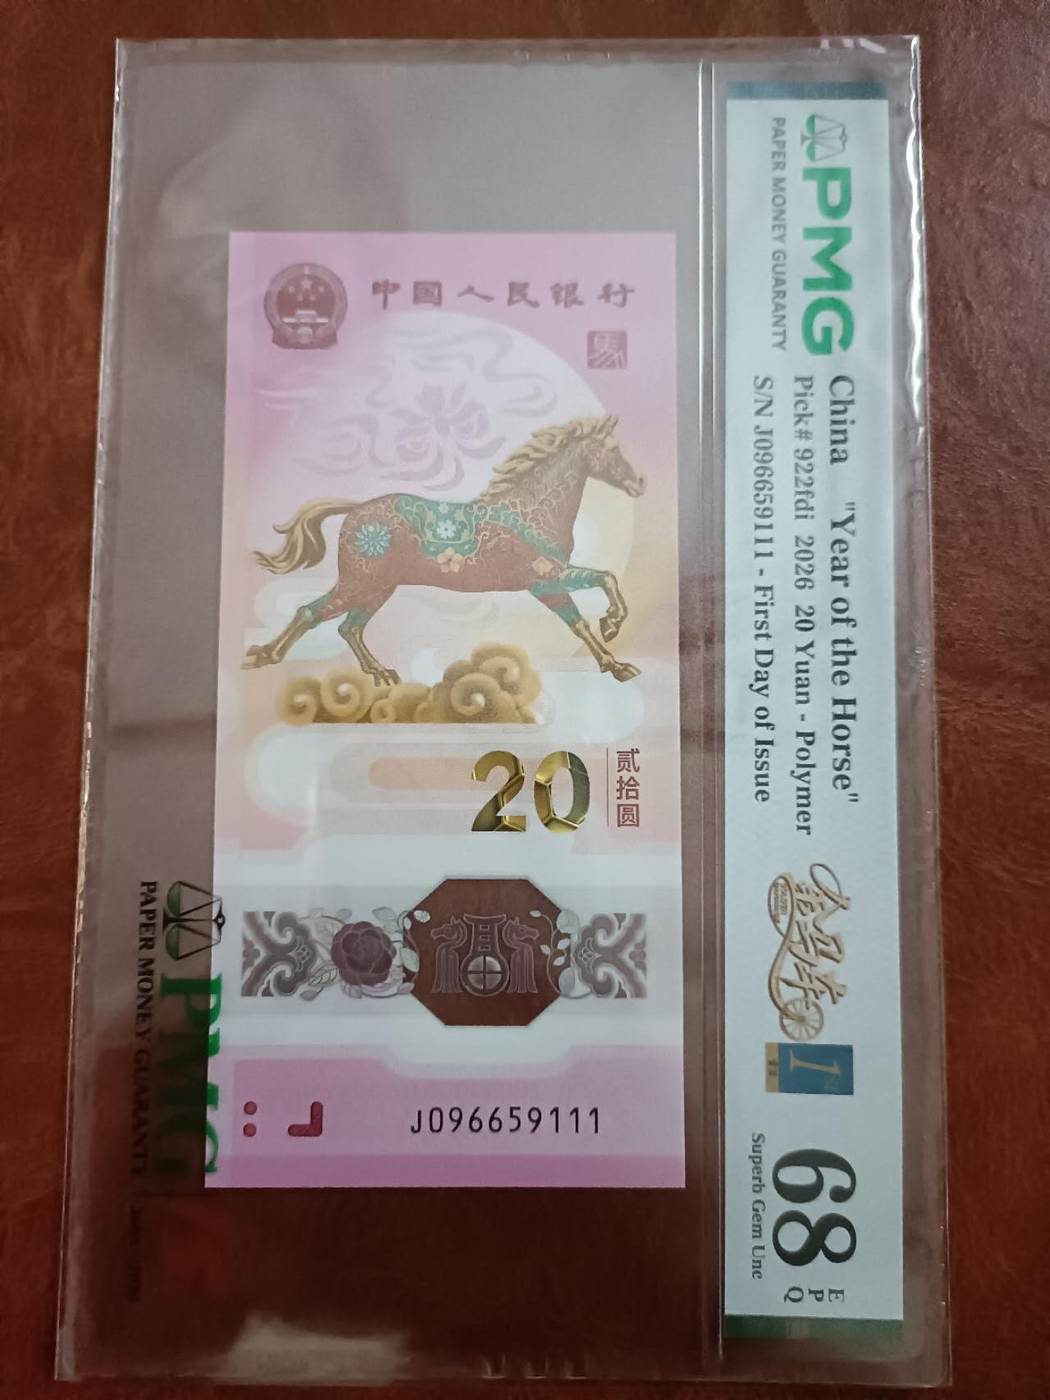 PMG
PAPER MONEY GUARANTY
China "Year of the Horse"
Pick# 922fdi 2026 20 Yuan - Polymer
S/N J096659111 - First Day of Issue
1
68
EPQ
Superb Gem Unc
中国人民银行
20
贰拾圆
J096659111
PMG
PAPER MONEY GUARANTY